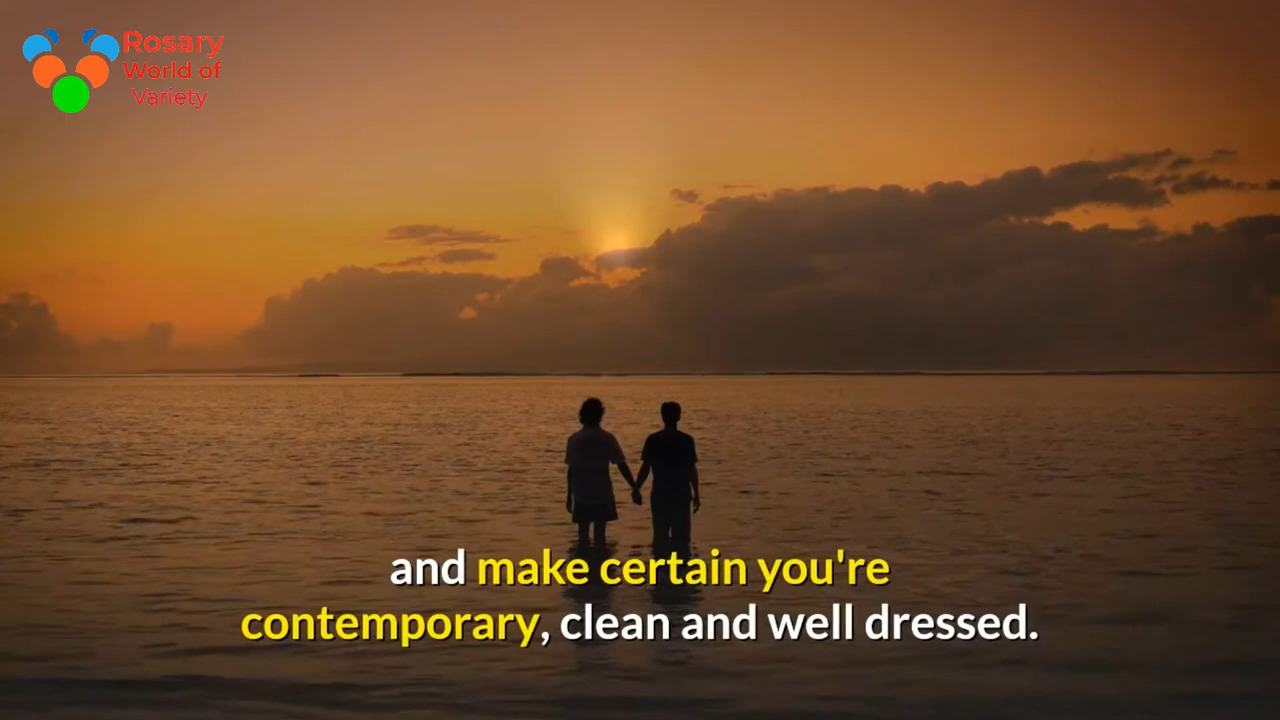 Rosary
World of
Variety
and make certain you're
contemporary, clean and well dressed.